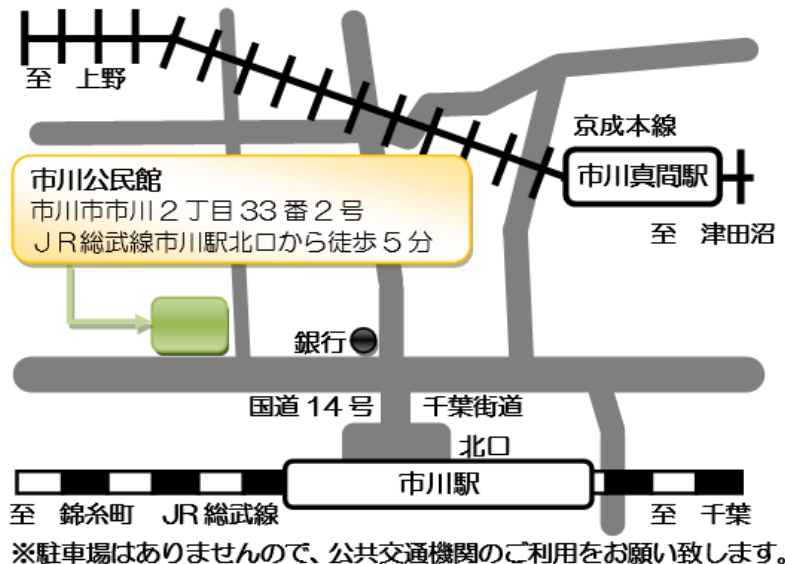 至 上野
京成本線
市川真間駅
至 津田沼
市川公民館
市川市市川2丁目33番2号
JR総武線市川駅北口から徒歩5分
銀行
国道14号 千葉街道
北口
市川駅
至 錦糸町 JR総武線 至 千葉
※駐車場はありませんので、公共交通機関のご利用をお願い致します。